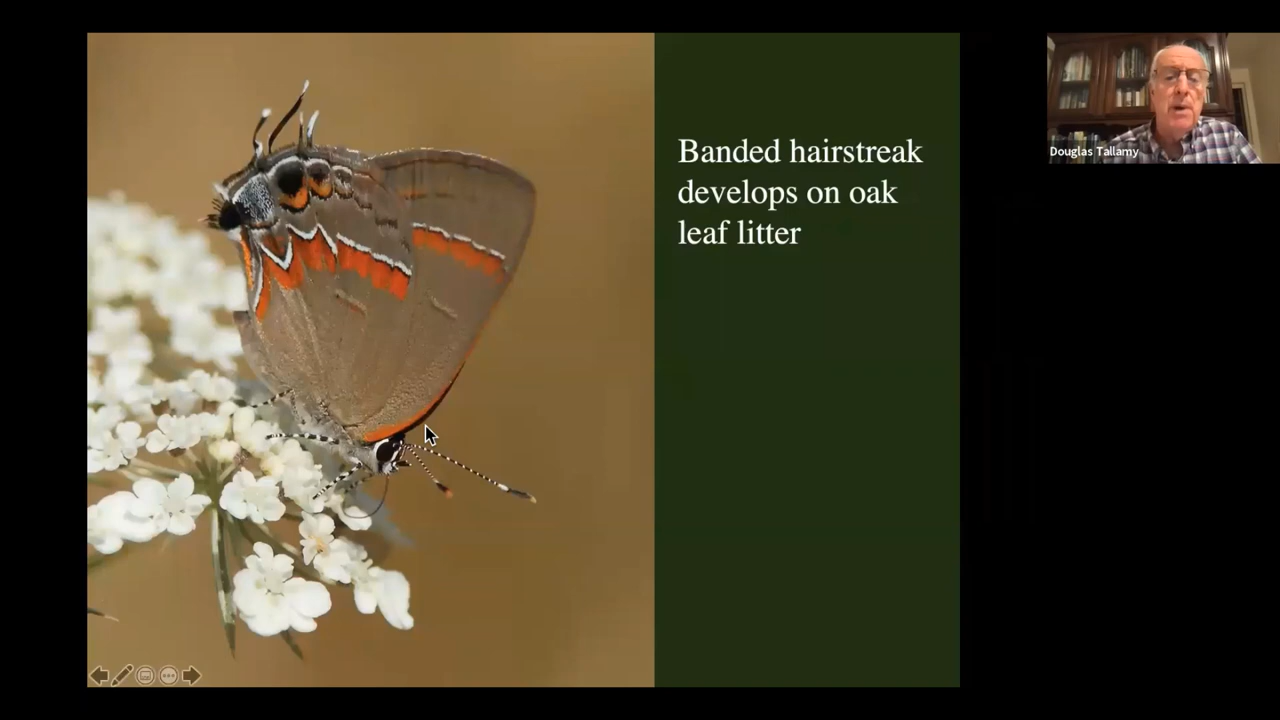 Banded hairstreak
develops on oak
leaf litter
Douglas Tallamy